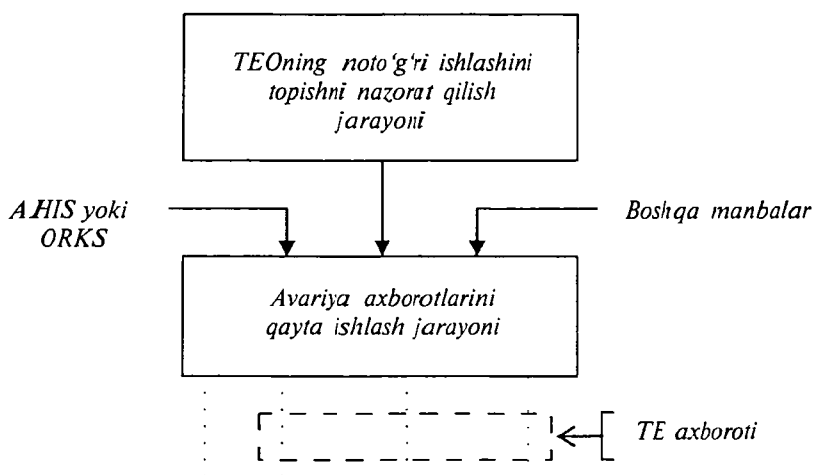 TEOning noto‘g‘ri ishlashini
topishni nazorat qilish
jarayoni
AHIS yoki
ORKS
Boshqa manbalar
Avariya axborotlarini
qayta ishlash jarayoni
TE axboroti